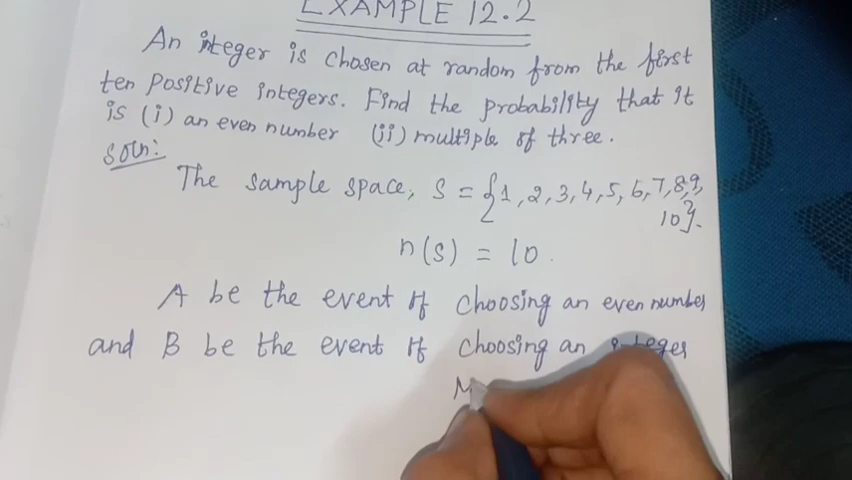 EXAMPLE 12.2
An integer is chosen at random from the first
ten positive integers. Find the probability that it
is (i) an even number (ii) multiple of three.
Soln:
The sample space, S = {1, 2, 3, 4, 5, 6, 7, 8, 9,
10}.
n(S) = 10.
A be the event of choosing an even number
and B be the event of choosing an integer
M